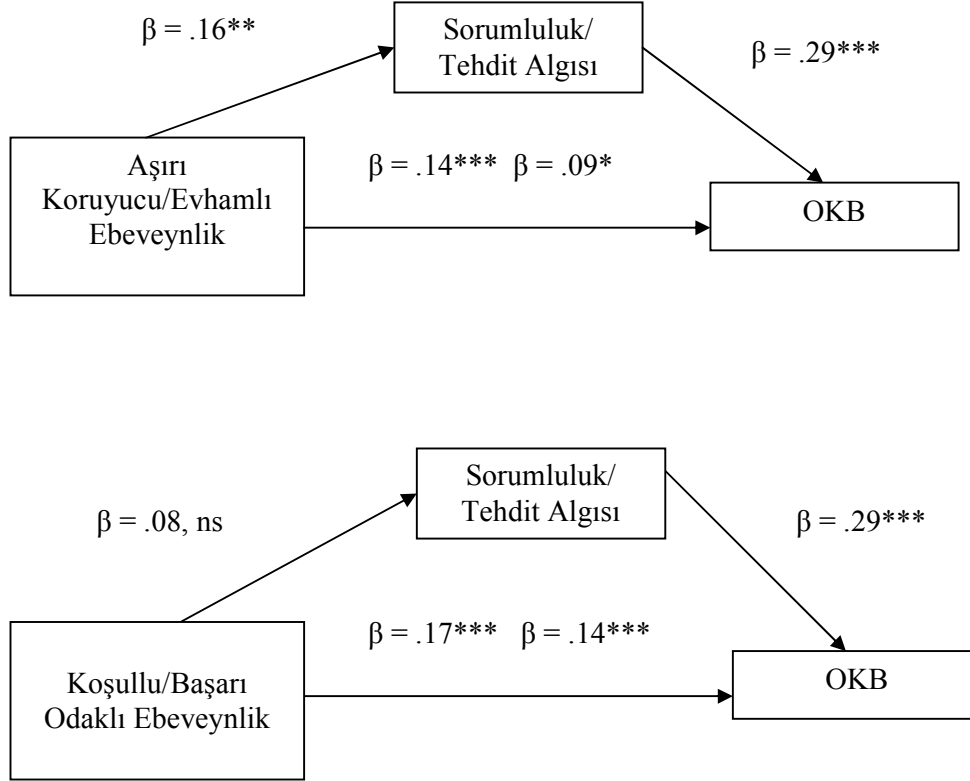 β = .16**
Sorumluluk/
Tehdit Algısı
β = .29***
Aşırı
Koruyucu/Evhamlı
Ebeveynlik
β = .14*** β = .09*
OKB
Sorumluluk/
Tehdit Algısı
β = .08, ns
β = .29***
β = .17*** β = .14***
Koşullu/Başarı
Odaklı Ebeveynlik
OKB